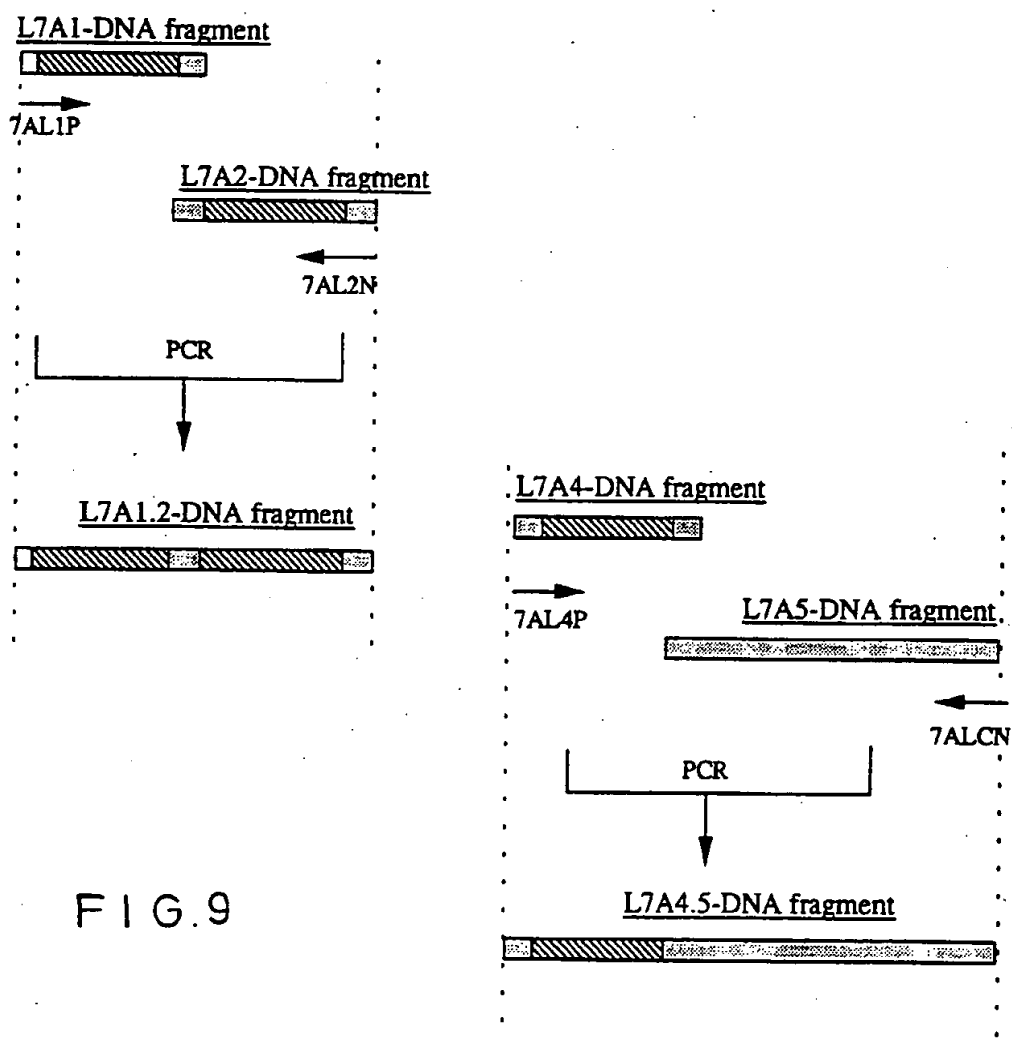 L7A1-DNA fragment
7AL1P
L7A2-DNA fragment
7AL2N
PCR
L7A1.2-DNA fragment
L7A4-DNA fragment
7AL4P
L7A5-DNA fragment
7ALCN
PCR
L7A4.5-DNA fragment
FIG.9